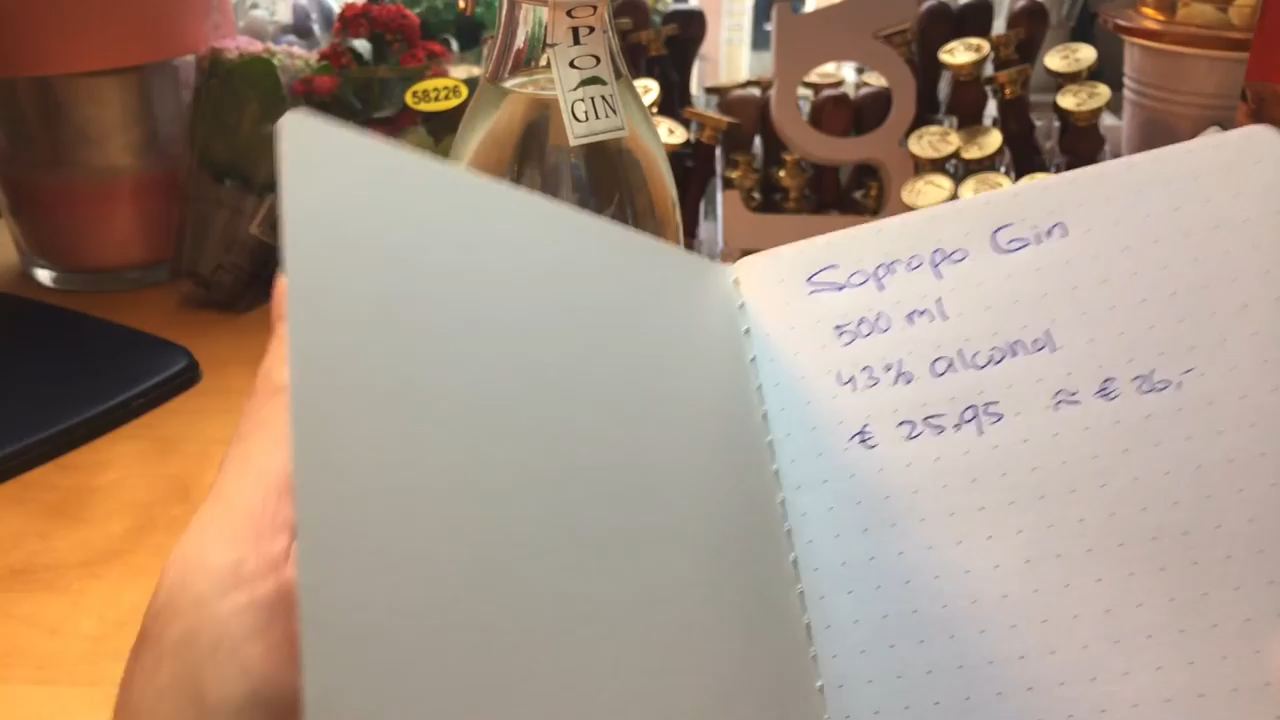 OPO
GIN
58226
Sopropo Gin
500 ml
43% alcohol
€ 25,95 ≈ € 26,-